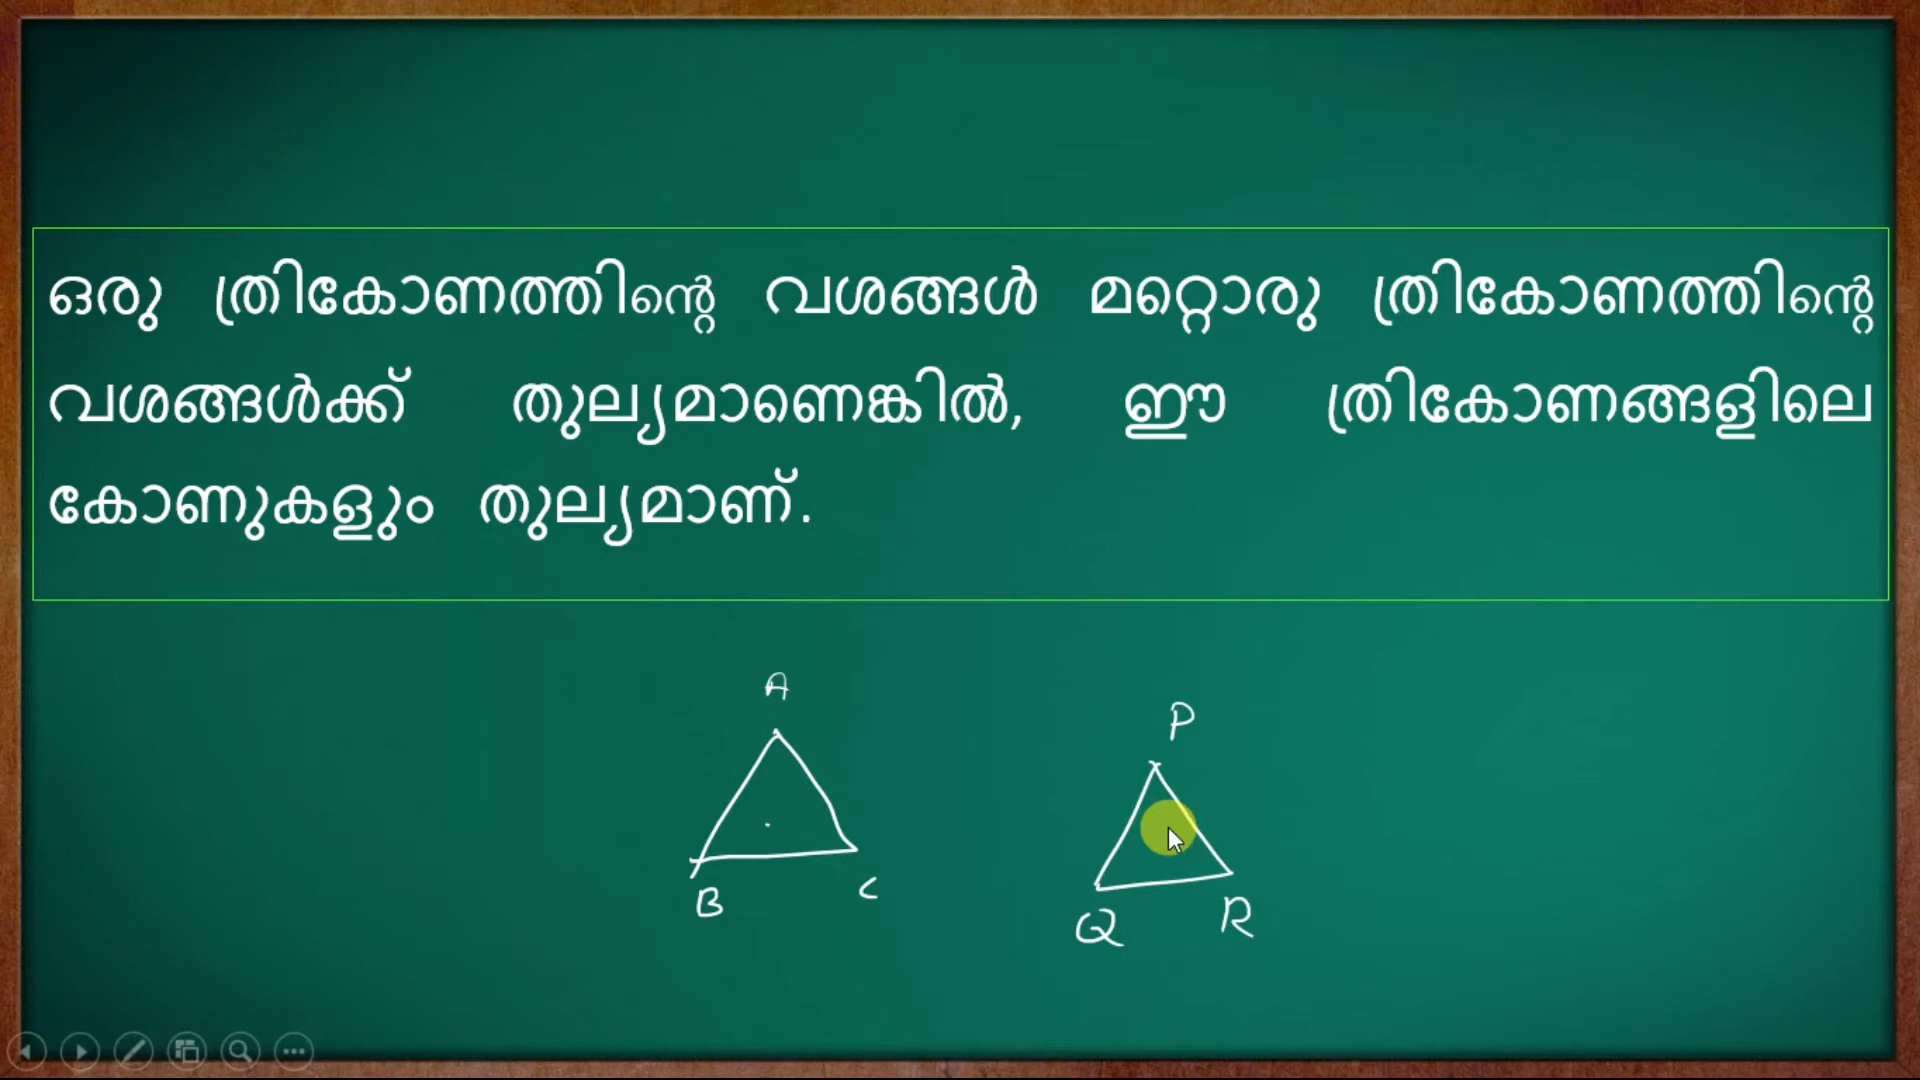 ഒരു ത്രികോണത്തിന്റെ വശങ്ങൾ മറ്റൊരു ത്രികോണത്തിന്റെ
വശങ്ങൾക്ക് തുല്യമാണെങ്കിൽ, ഈ ത്രികോണങ്ങളിലെ
കോണുകളും തുല്യമാണ്.
A
P
B C
Q R